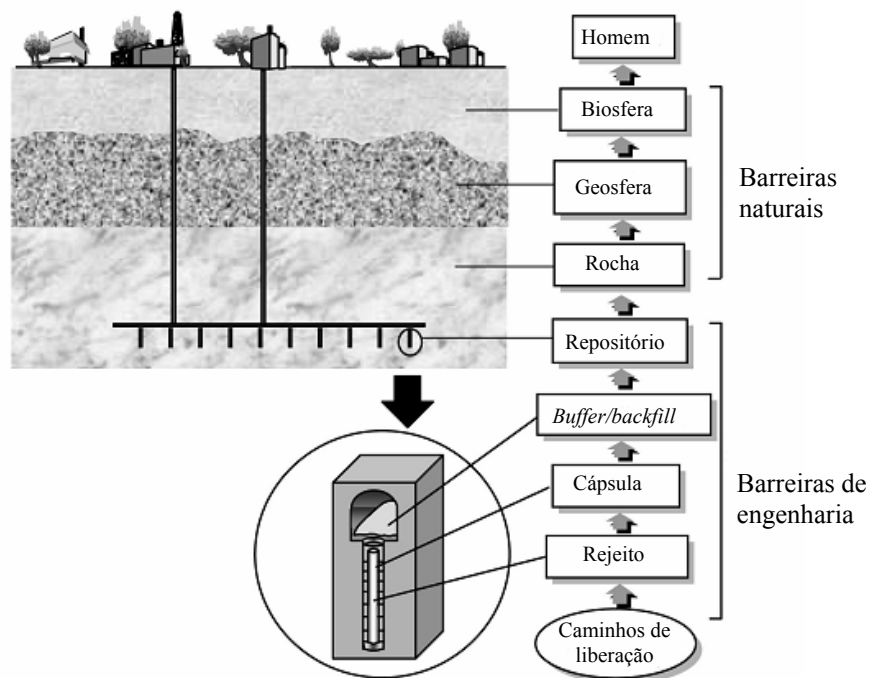 Homem
Biosfera
Geosfera
Rocha
Barreiras
naturais
Repositório
Buffer/backfill
Cápsula
Rejeito
Caminhos de
liberação
Barreiras de
engenharia